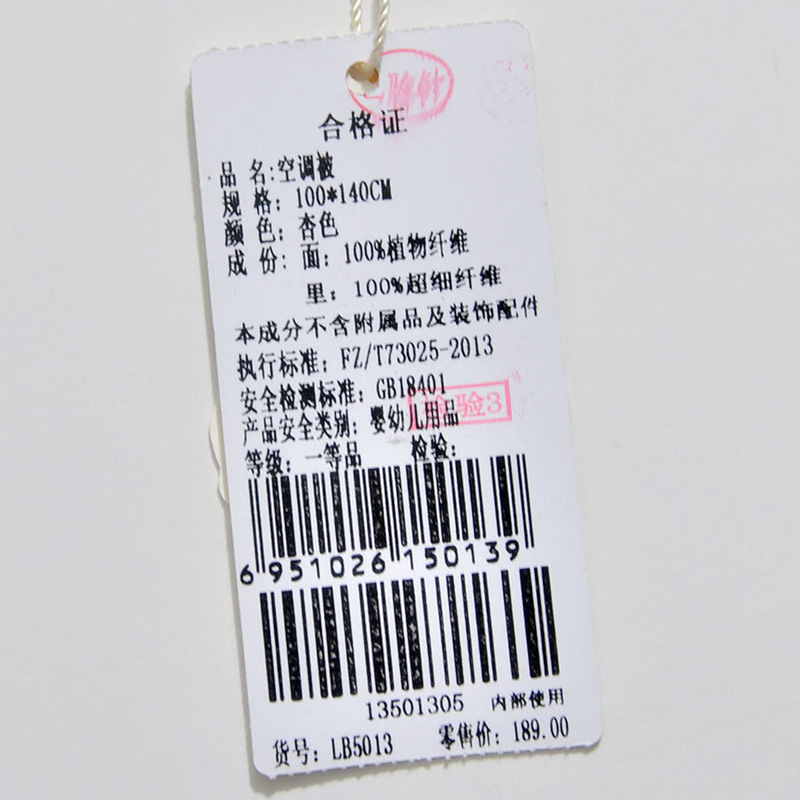 合格证
品 名:空调被
规 格: 100*140CM
颜 色: 杏色
成 份: 面: 100%植物纤维
里: 100%超细纤维
本成分不含附属品及装饰配件
执行标准: FZ/T73025-2013
安全检测标准: GB18401
产品安全类别: 婴幼儿用品
检验3
等级: 一等品 检验:
6 951026 150139
13501305 内部使用
货号: LB5013 零售价: 189.00